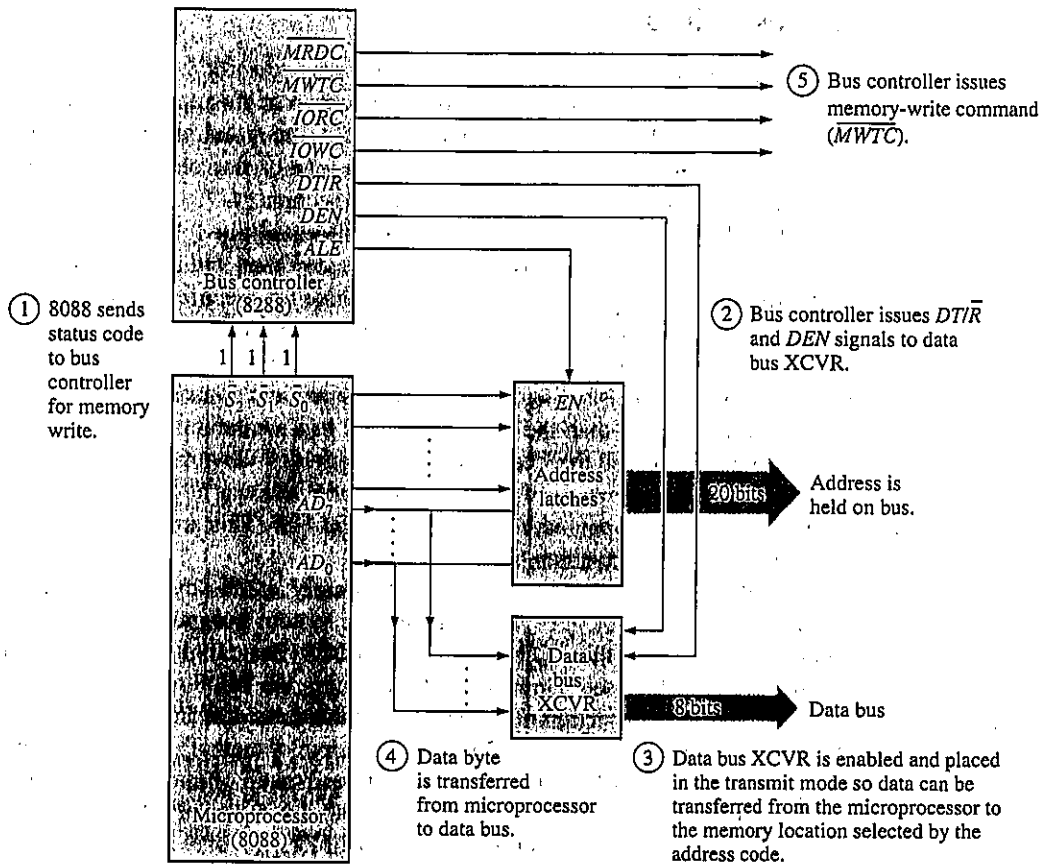 MRDC
MWTC
IORC
IOWC
DT/R
DEN
ALE
Bus controller
(8288)
⑤ Bus controller issues
memory-write command
(MWTC).
① 8088 sends
status code
to bus
controller
for memory
write.
1 1 1
② Bus controller issues DT/R̅
and DEN signals to data
bus XCVR.
S̅2 S̅1 S̅0
EN
Address
latches
20 bits
Address is
held on bus.
AD7
AD0
Data
bus
XCVR
8 bits
Data bus
④ Data byte
is transferred
from microprocessor
to data bus.
③ Data bus XCVR is enabled and placed
in the transmit mode so data can be
transferred from the microprocessor to
the memory location selected by the
address code.
Microprocessor
(8088)